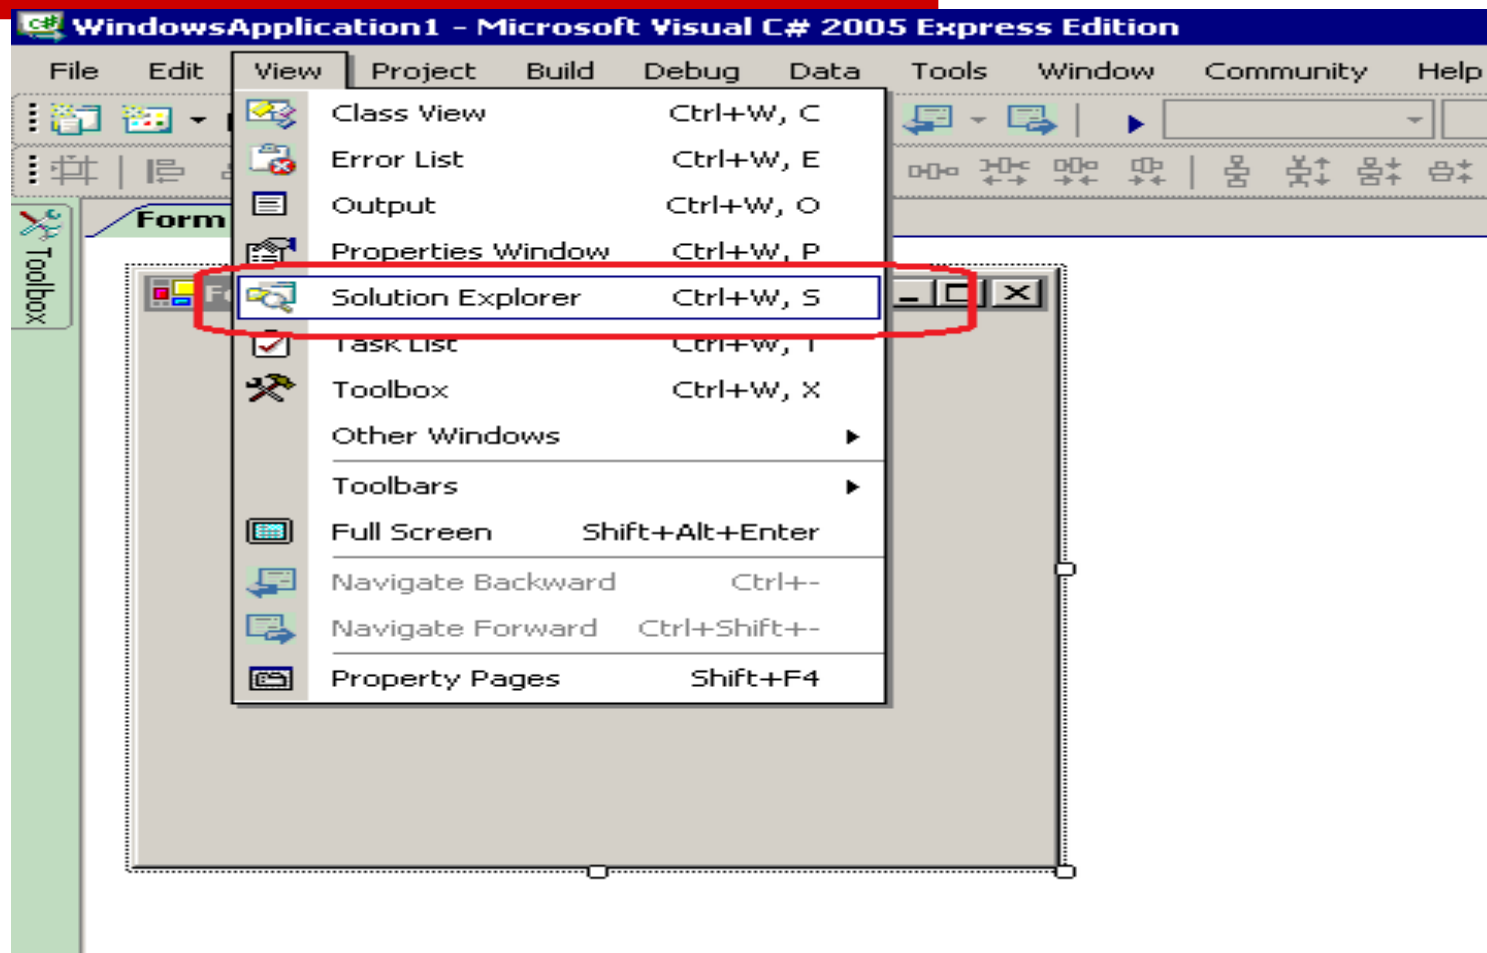 WindowsApplication1 - Microsoft Visual C# 2005 Express Edition
File Edit View Project Build Debug Data Tools Window Community Help
Class View Ctrl+W, C
Error List Ctrl+W, E
Output Ctrl+W, O
Form
Properties Window Ctrl+W, P
Toolbox
Solution Explorer Ctrl+W, S
Task List Ctrl+W, T
Toolbox Ctrl+W, X
Other Windows
Toolbars
Full Screen Shift+Alt+Enter
Navigate Backward Ctrl+-
Navigate Forward Ctrl+Shift+-
Property Pages Shift+F4